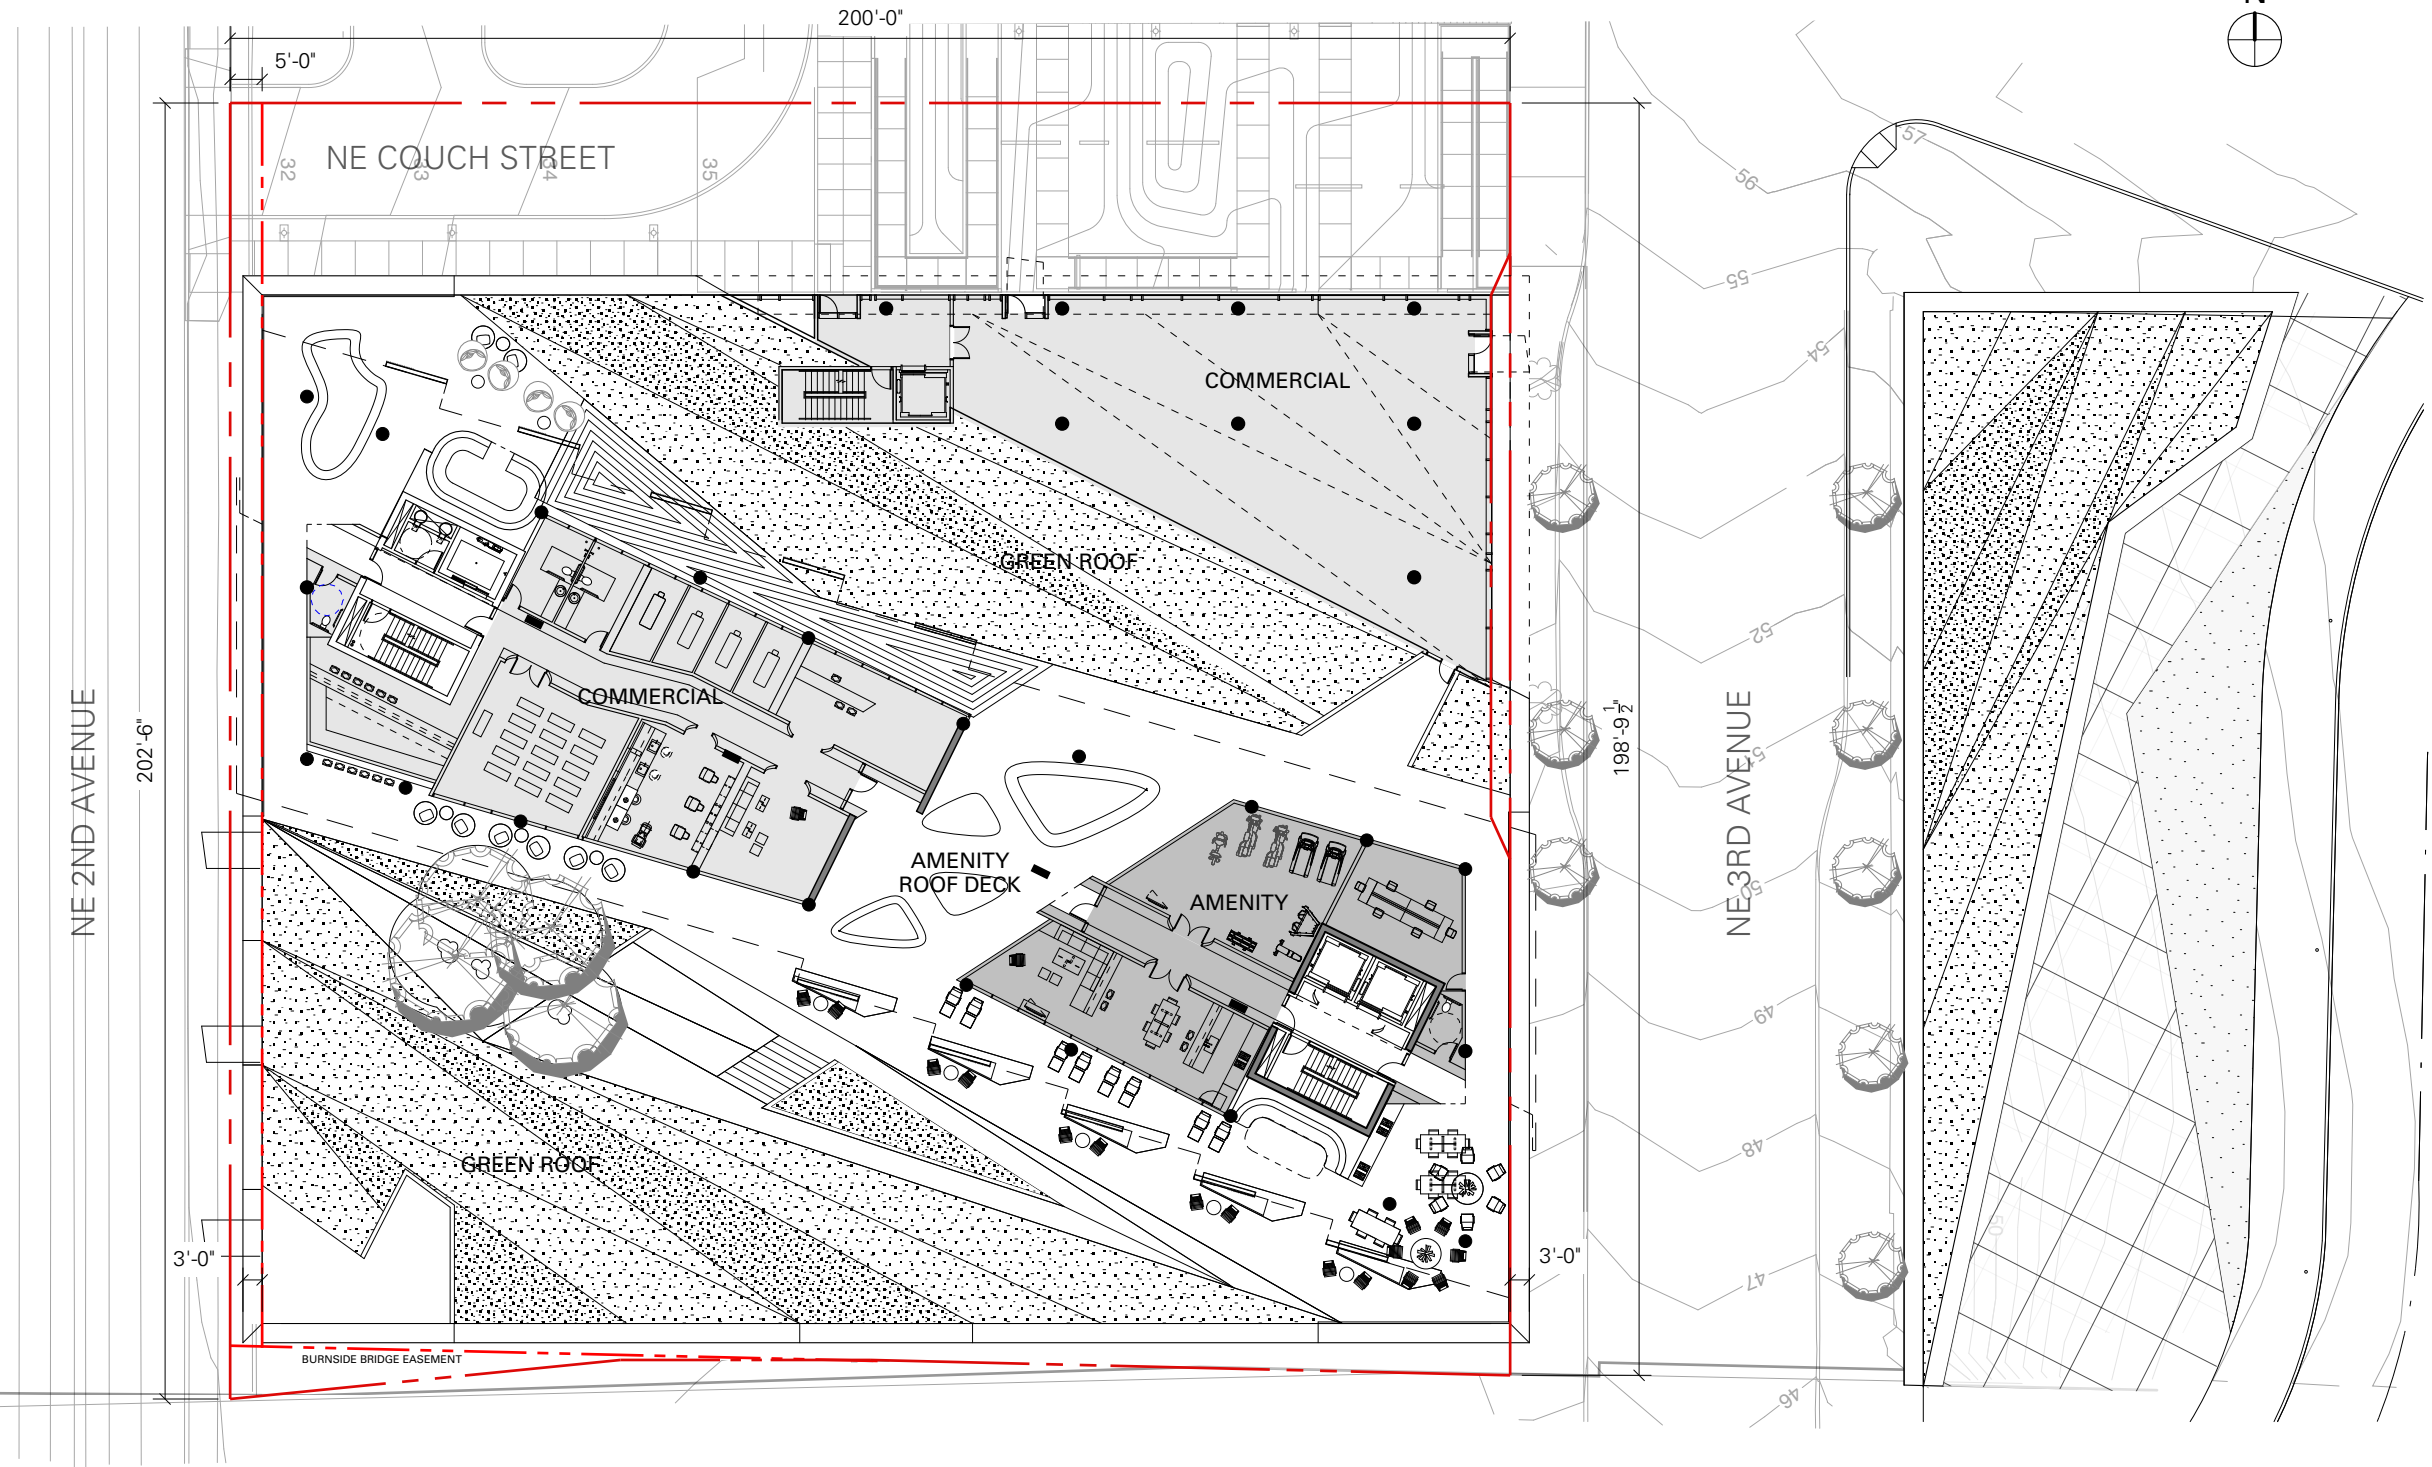 N
200'-0"
5'-0"
NE COUCH STREET
32
33
34
35
57
56
55
54
52
51
50
49
48
47
46
50
COMMERCIAL
GREEN ROOF
COMMERCIAL
NE 2ND AVENUE
202'-6"
198'-9 1/2"
NE 3RD AVENUE
AMENITY
ROOF DECK
AMENITY
GREEN ROOF
3'-0"
3'-0"
BURNSIDE BRIDGE EASEMENT